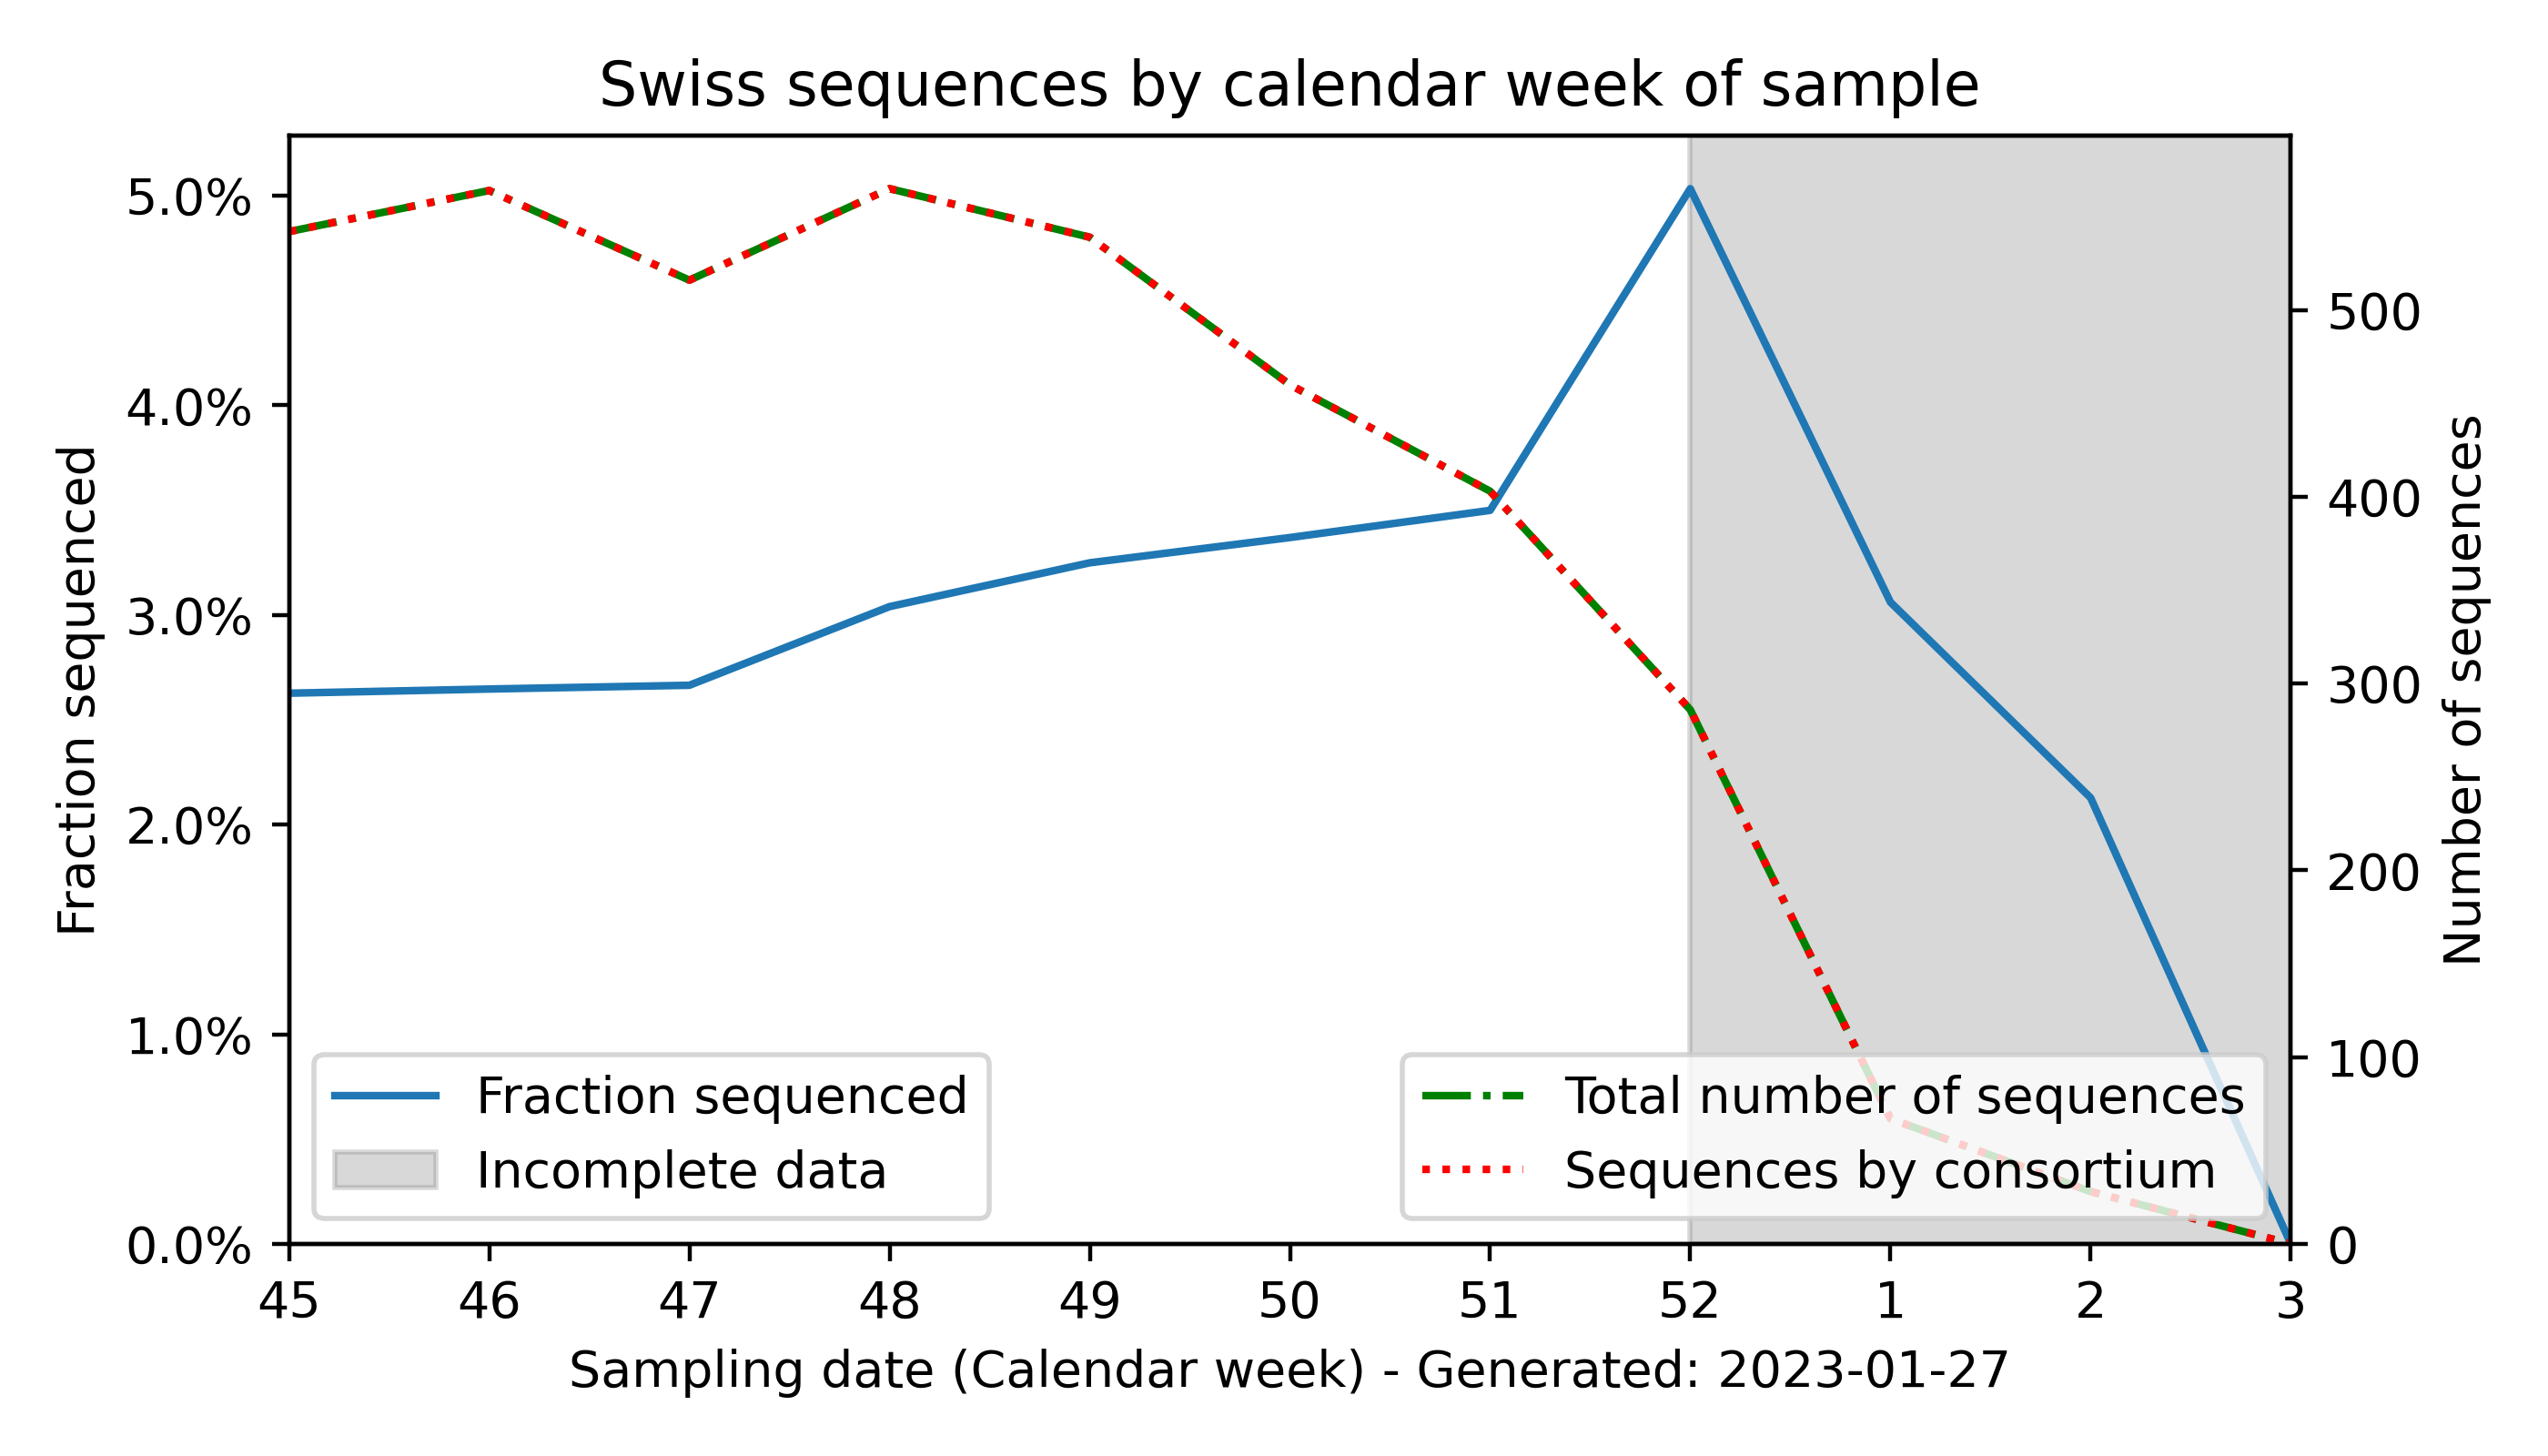 Swiss sequences by calendar week of sample
Fraction sequenced
5.0%
4.0%
3.0%
2.0%
1.0%
0.0%
Number of sequences
500
400
300
200
100
0
Fraction sequenced
Incomplete data
Total number of sequences
Sequences by consortium
45 46 47 48 49 50 51 52 1 2 3
Sampling date (Calendar week) - Generated: 2023-01-27